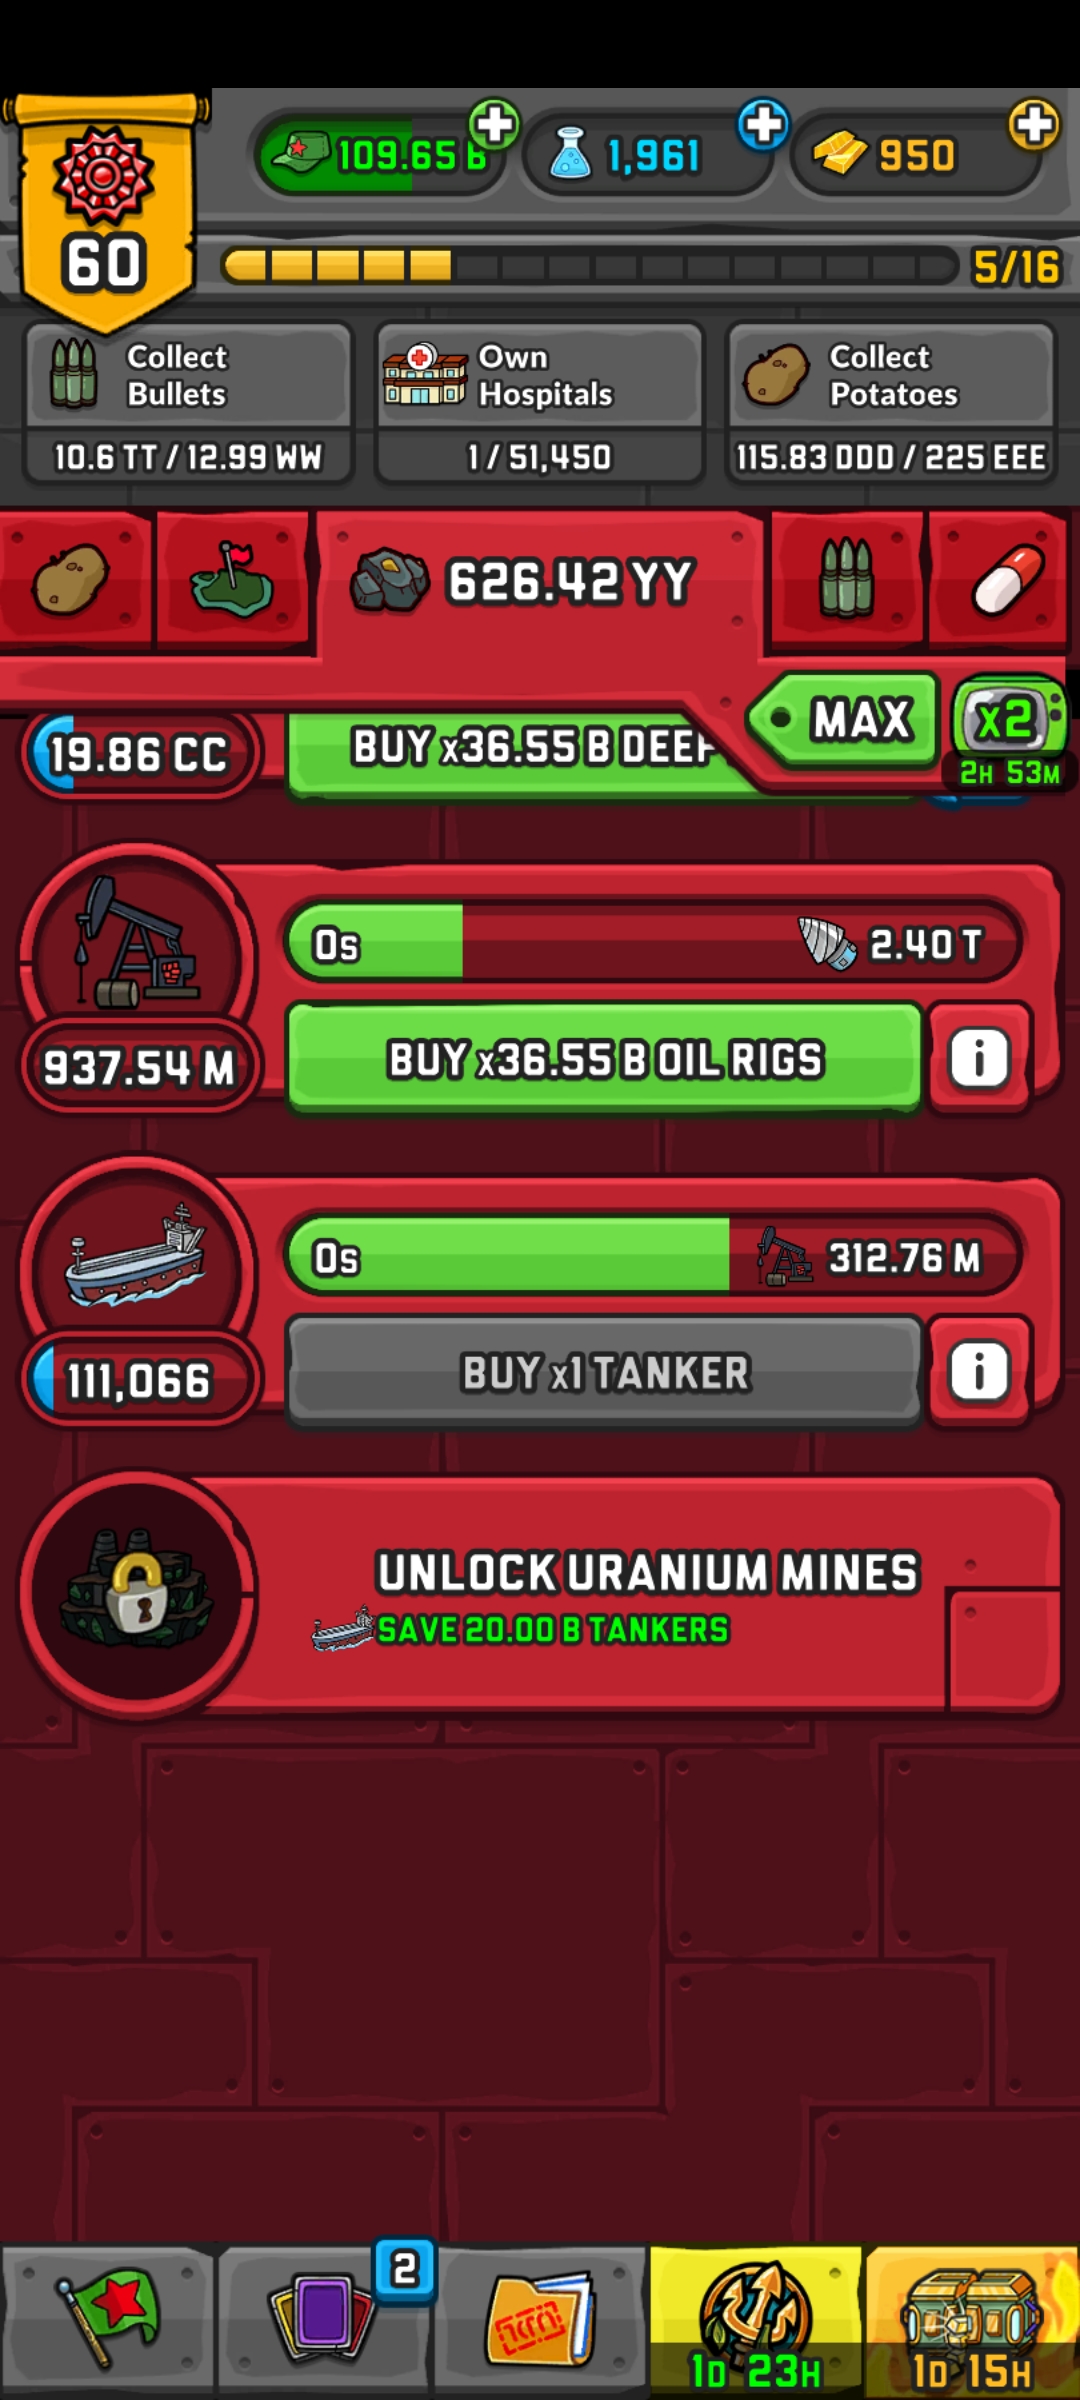 109.65 B
1,961
950
60
5/16
Collect
Bullets
10.6 TT / 12.99 WW
Own
Hospitals
1 / 51,450
Collect
Potatoes
115.83 DDD / 225 EEE
626.42 YY
MAX
x2
2H 53M
19.86 CC
BUY x36.55 B DEEP
0s
2.40 T
937.54 M
BUY x36.55 B OIL RIGS
i
0s
312.76 M
111,066
BUY x1 TANKER
i
UNLOCK URANIUM MINES
SAVE 20.00 B TANKERS
2
1D 23H
1D 15H